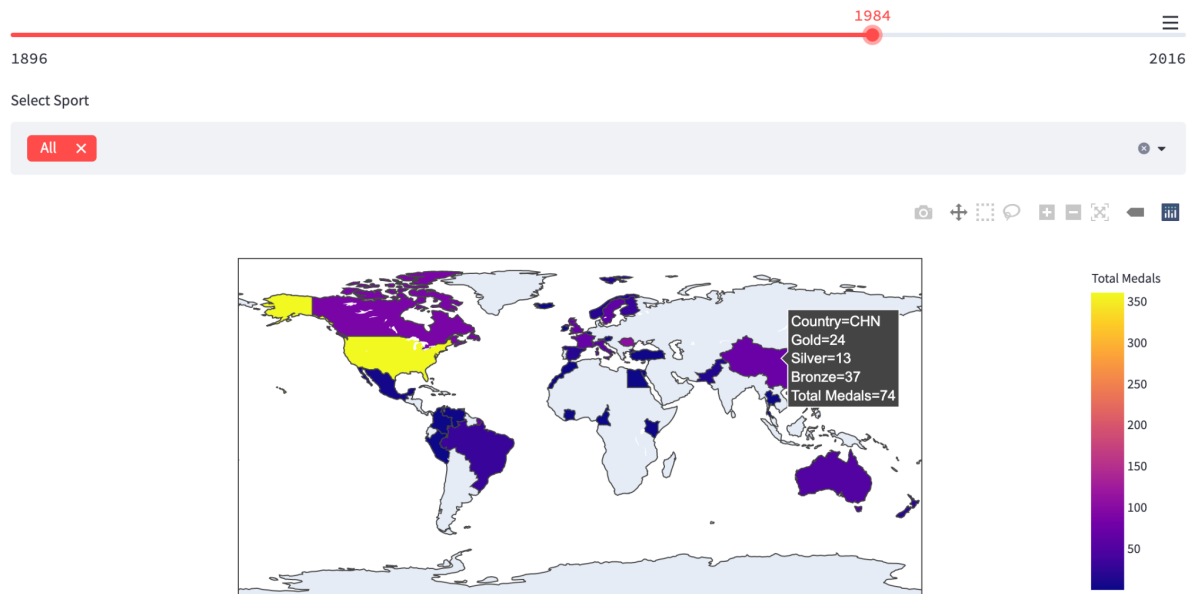 1984
1896
2016
Select Sport
All
Total Medals
350
300
250
200
150
100
50
Country=CHN
Gold=24
Silver=13
Bronze=37
Total Medals=74